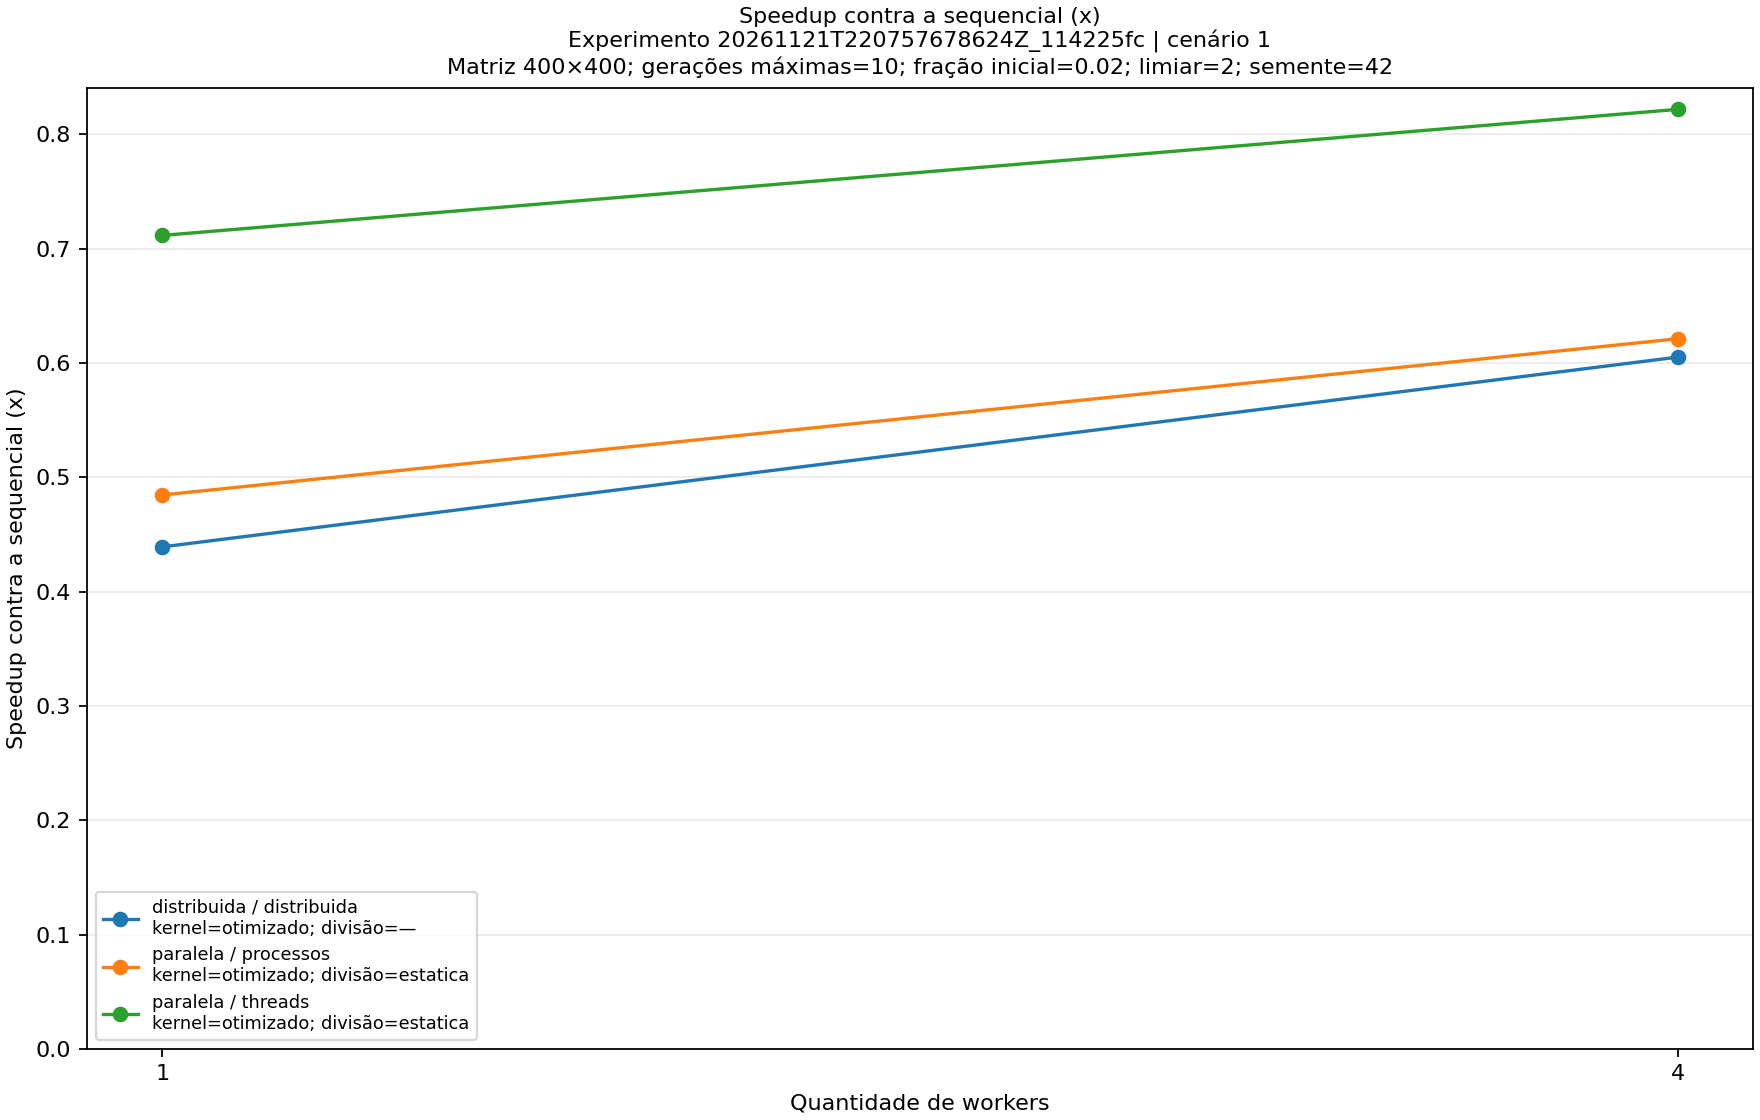 Speedup contra a sequencial (x)
Experimento 20261121T220757678624Z_114225fc | cenário 1
Matriz 400×400; gerações máximas=10; fração inicial=0.02; limiar=2; semente=42
Speedup contra a sequencial (x)
0.8
0.7
0.6
0.5
0.4
0.3
0.2
0.1
0.0
distribuida / distribuida
kernel=otimizado; divisão=—
paralela / processos
kernel=otimizado; divisão=estatica
paralela / threads
kernel=otimizado; divisão=estatica
1
4
Quantidade de workers